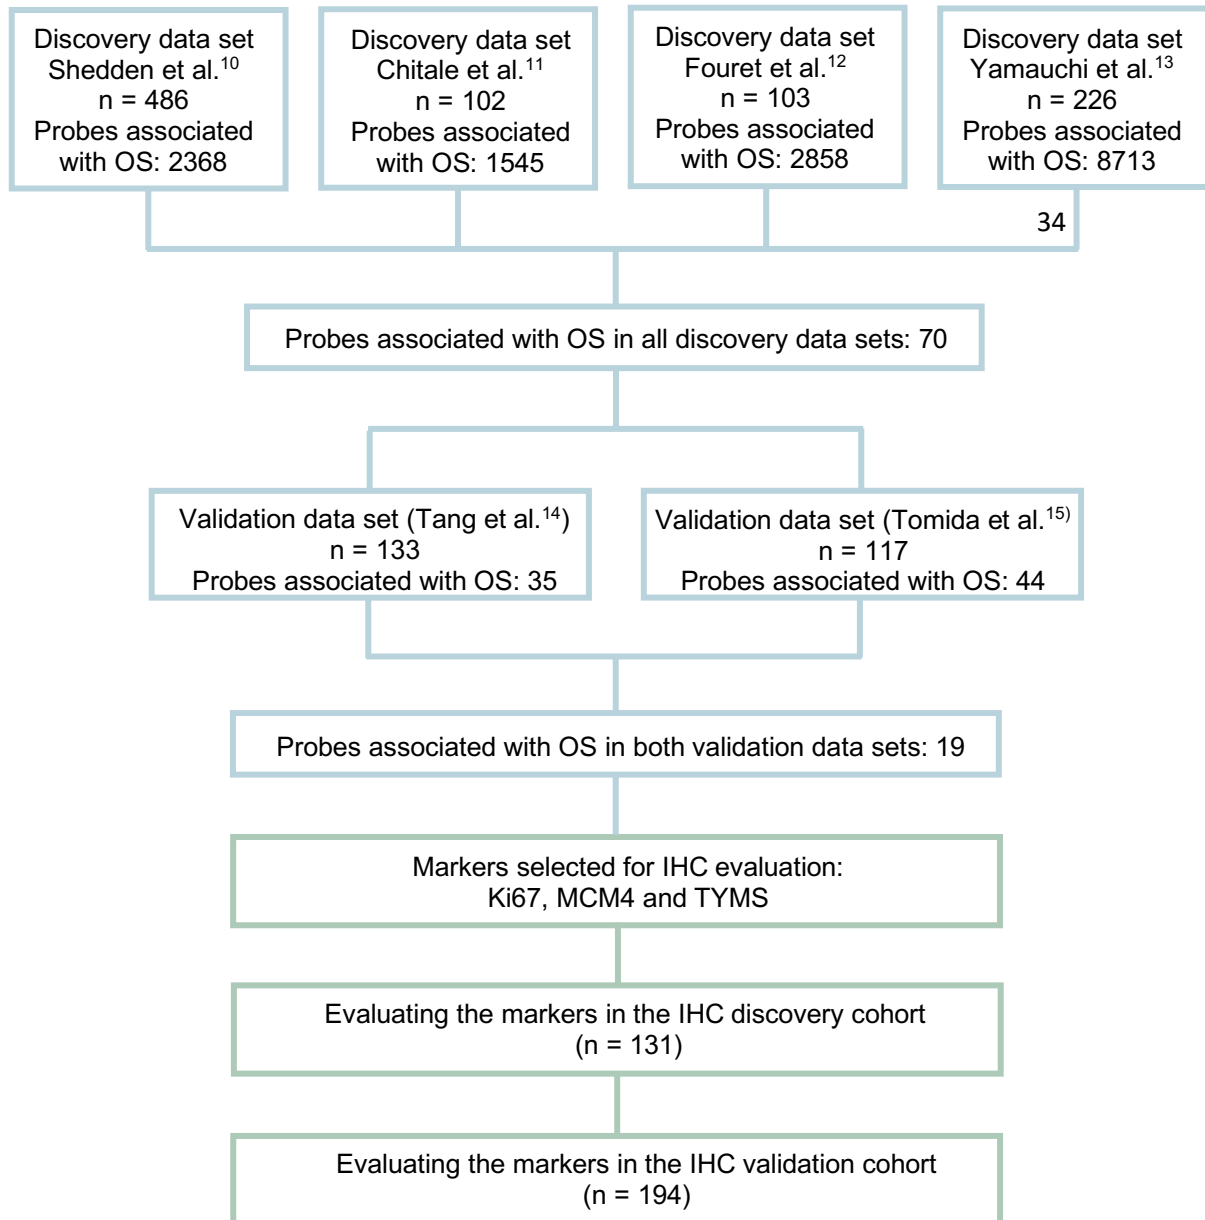 Discovery data set
Shedden et al.¹⁰
n = 486
Probes associated
with OS: 2368
Discovery data set
Chitale et al.¹¹
n = 102
Probes associated
with OS: 1545
Discovery data set
Fouret et al.¹²
n = 103
Probes associated
with OS: 2858
Discovery data set
Yamauchi et al.¹³
n = 226
Probes associated
with OS: 8713
34
Probes associated with OS in all discovery data sets: 70
Validation data set (Tang et al.¹⁴)
n = 133
Probes associated with OS: 35
Validation data set (Tomida et al.¹⁵⁾
n = 117
Probes associated with OS: 44
Probes associated with OS in both validation data sets: 19
Markers selected for IHC evaluation:
Ki67, MCM4 and TYMS
Evaluating the markers in the IHC discovery cohort
(n = 131)
Evaluating the markers in the IHC validation cohort
(n = 194)